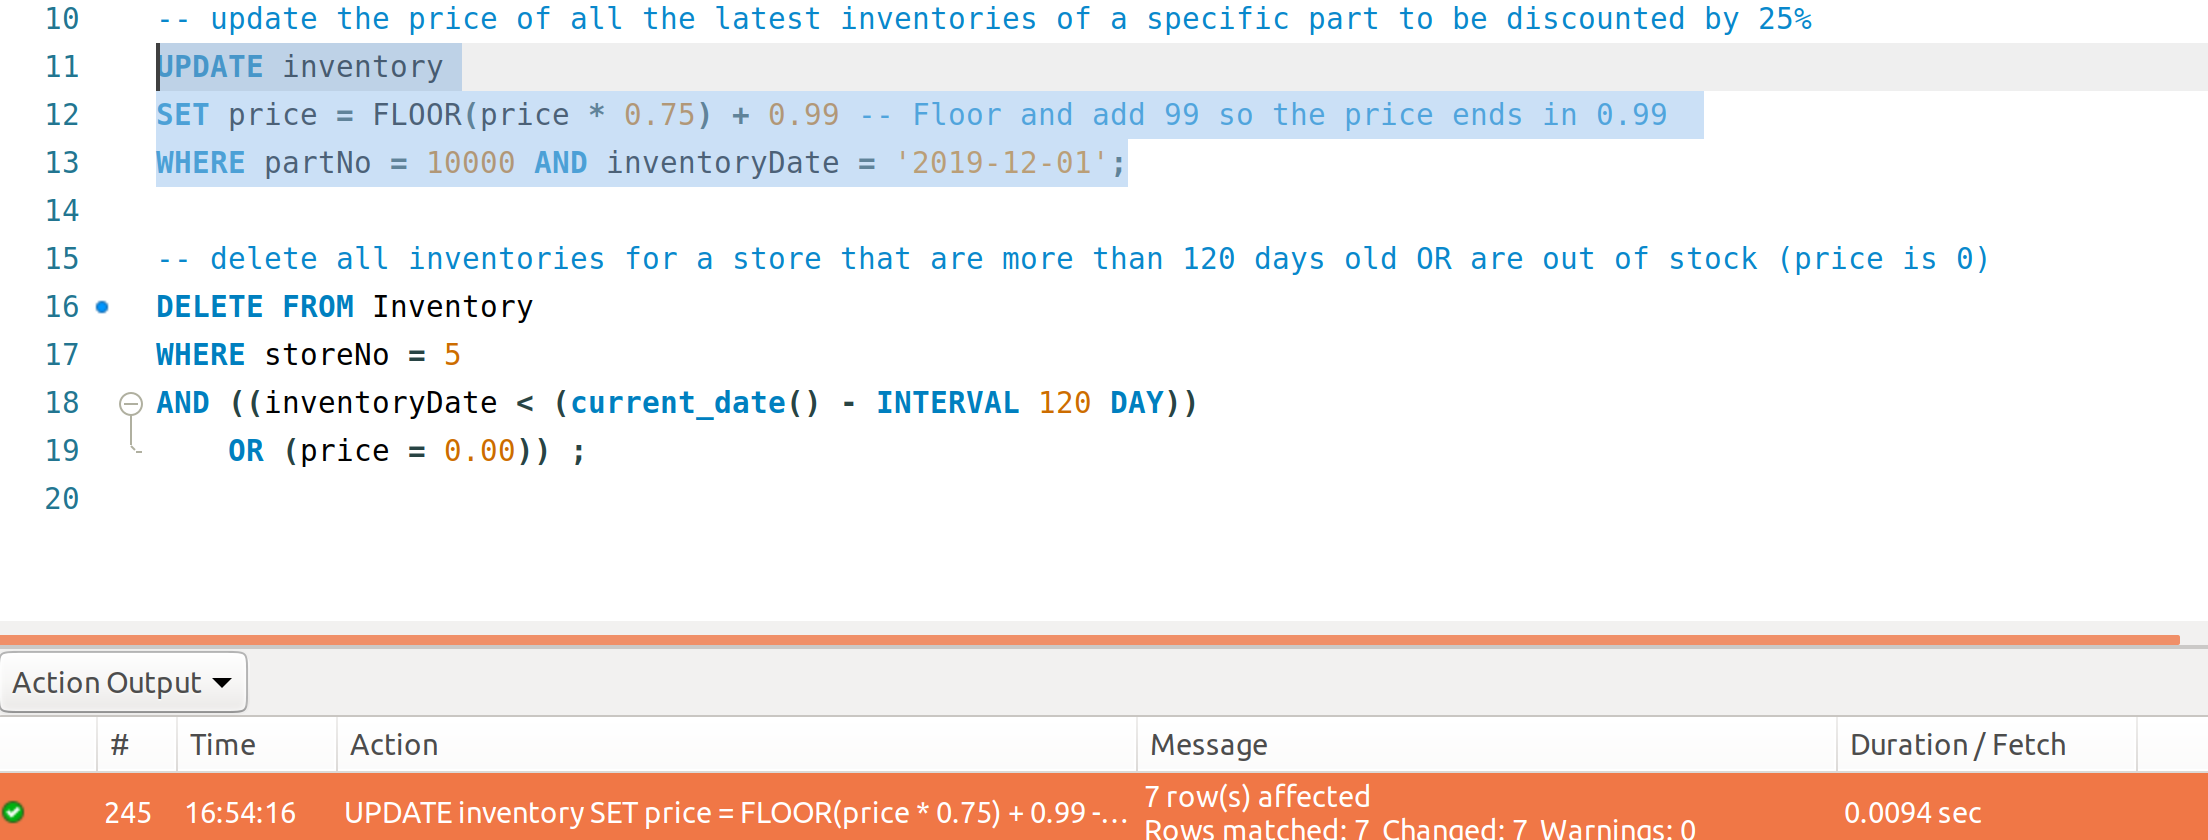 10 -- update the price of all the latest inventories of a specific part to be discounted by 25%
11 UPDATE inventory
12 SET price = FLOOR(price * 0.75) + 0.99 -- Floor and add 99 so the price ends in 0.99
13 WHERE partNo = 10000 AND inventoryDate = '2019-12-01';
14
15 -- delete all inventories for a store that are more than 120 days old OR are out of stock (price is 0)
16 DELETE FROM Inventory
17 WHERE storeNo = 5
18 AND ((inventoryDate < (current_date() - INTERVAL 120 DAY))
19 OR (price = 0.00)) ;
20
Action Output
# Time Action Message Duration / Fetch
245 16:54:16 UPDATE inventory SET price = FLOOR(price * 0.75) + 0.99 -... 7 row(s) affected 0.0094 sec
Rows matched: 7 Changed: 7 Warnings: 0